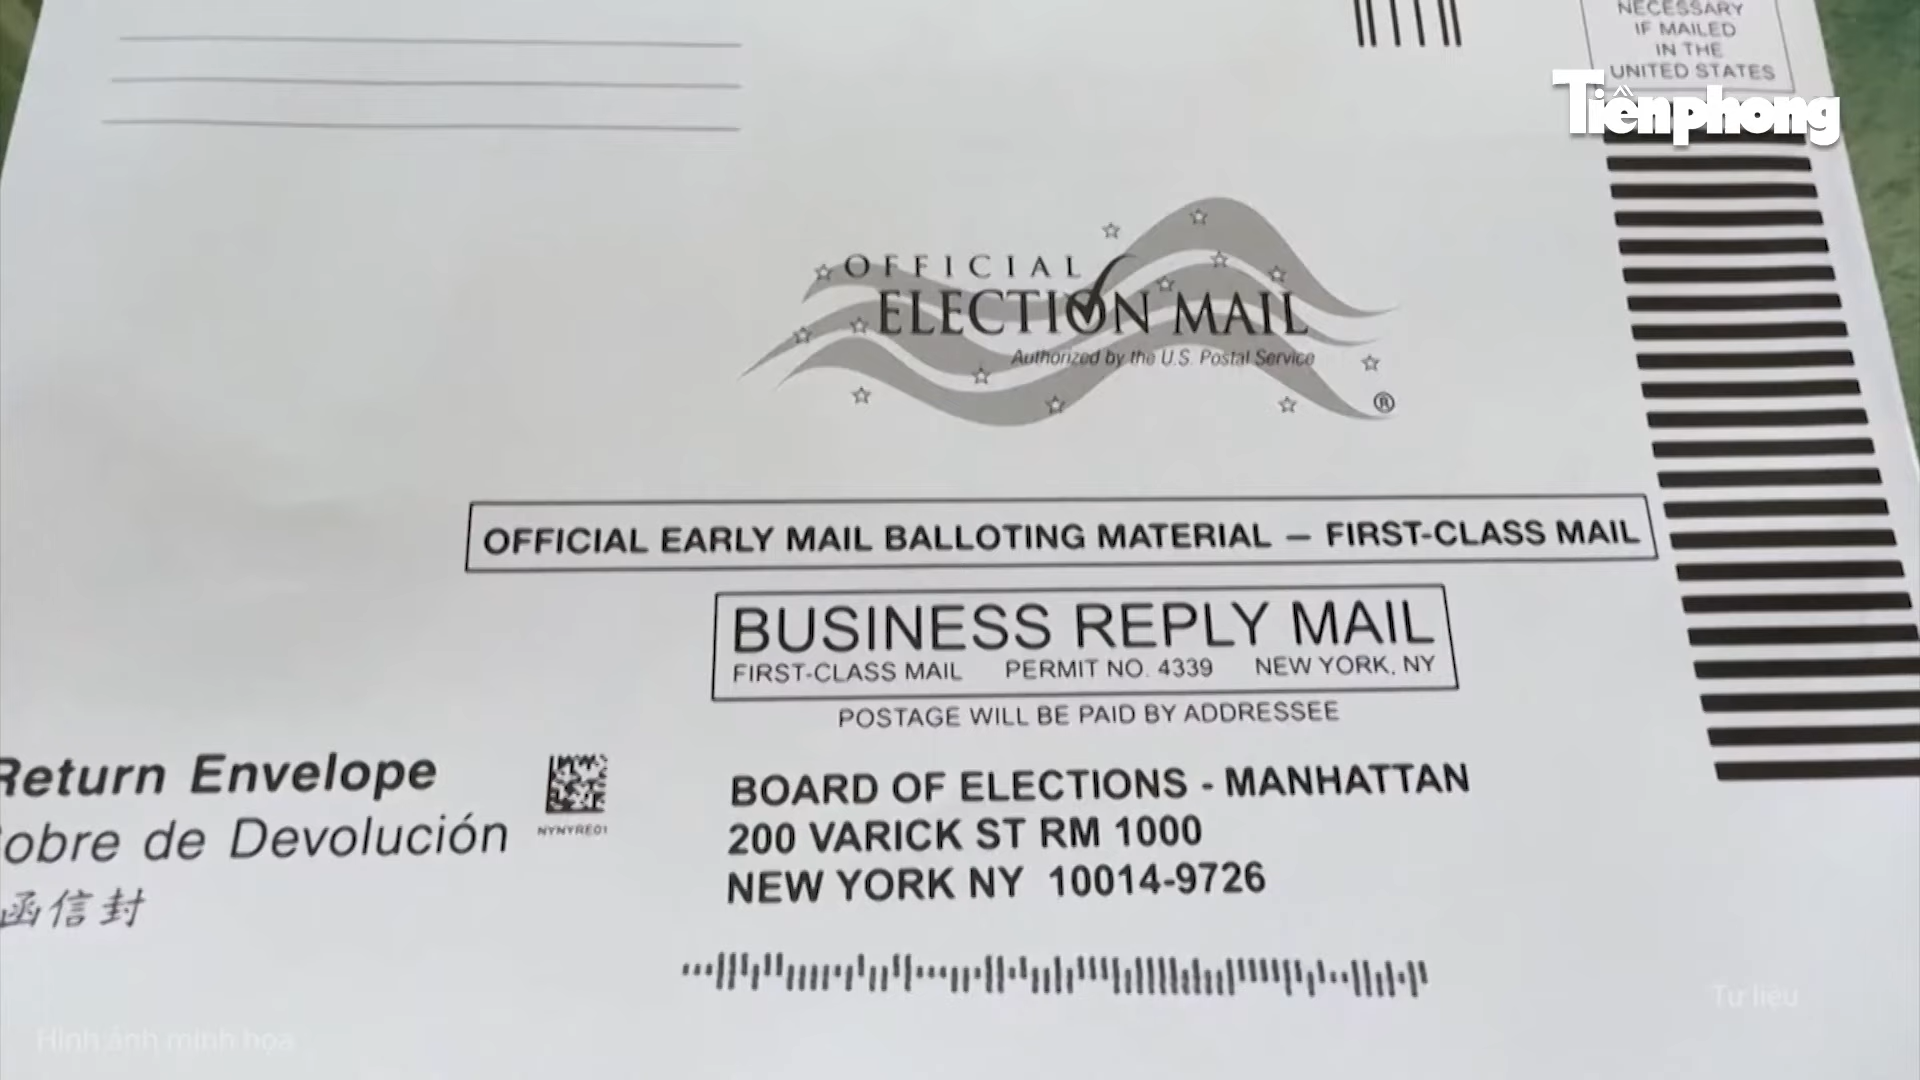 NECESSARY
IF MAILED
IN THE
UNITED STATES
Tiềnphong
OFFICIAL
ELECTION MAIL
Authorized by the U.S. Postal Service
®
OFFICIAL EARLY MAIL BALLOTING MATERIAL – FIRST-CLASS MAIL
BUSINESS REPLY MAIL
FIRST-CLASS MAIL PERMIT NO. 4339 NEW YORK, NY
POSTAGE WILL BE PAID BY ADDRESSEE
Return Envelope
obre de Devolución
函信封
NYNYRE01
BOARD OF ELECTIONS - MANHATTAN
200 VARICK ST RM 1000
NEW YORK NY 10014-9726
Tư liệu
Hình ảnh minh họa